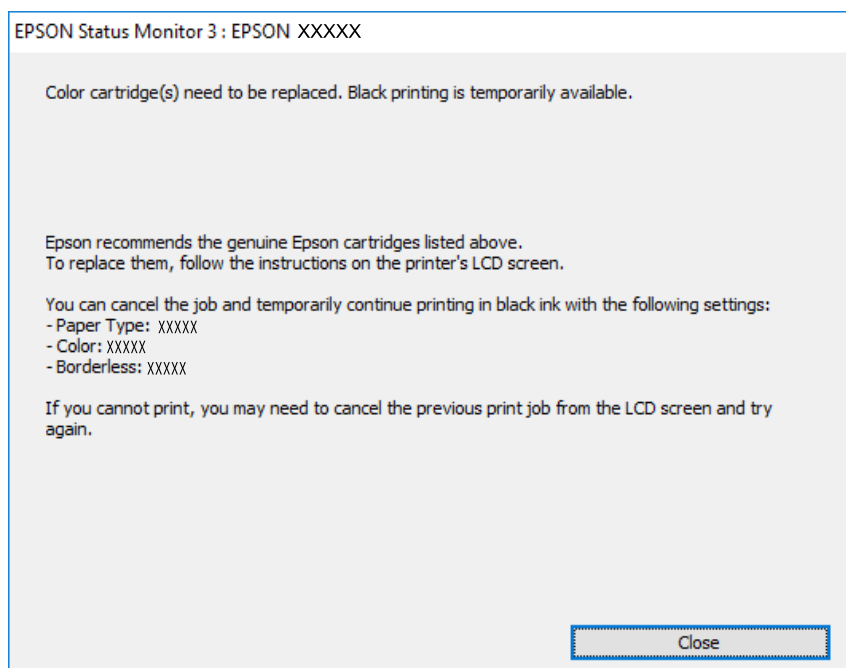 EPSON Status Monitor 3 : EPSON XXXXX
Color cartridge(s) need to be replaced. Black printing is temporarily available.
Epson recommends the genuine Epson cartridges listed above.
To replace them, follow the instructions on the printer's LCD screen.
You can cancel the job and temporarily continue printing in black ink with the following settings:
- Paper Type: XXXXX
- Color: XXXXX
- Borderless: XXXXX
If you cannot print, you may need to cancel the previous print job from the LCD screen and try
again.
Close